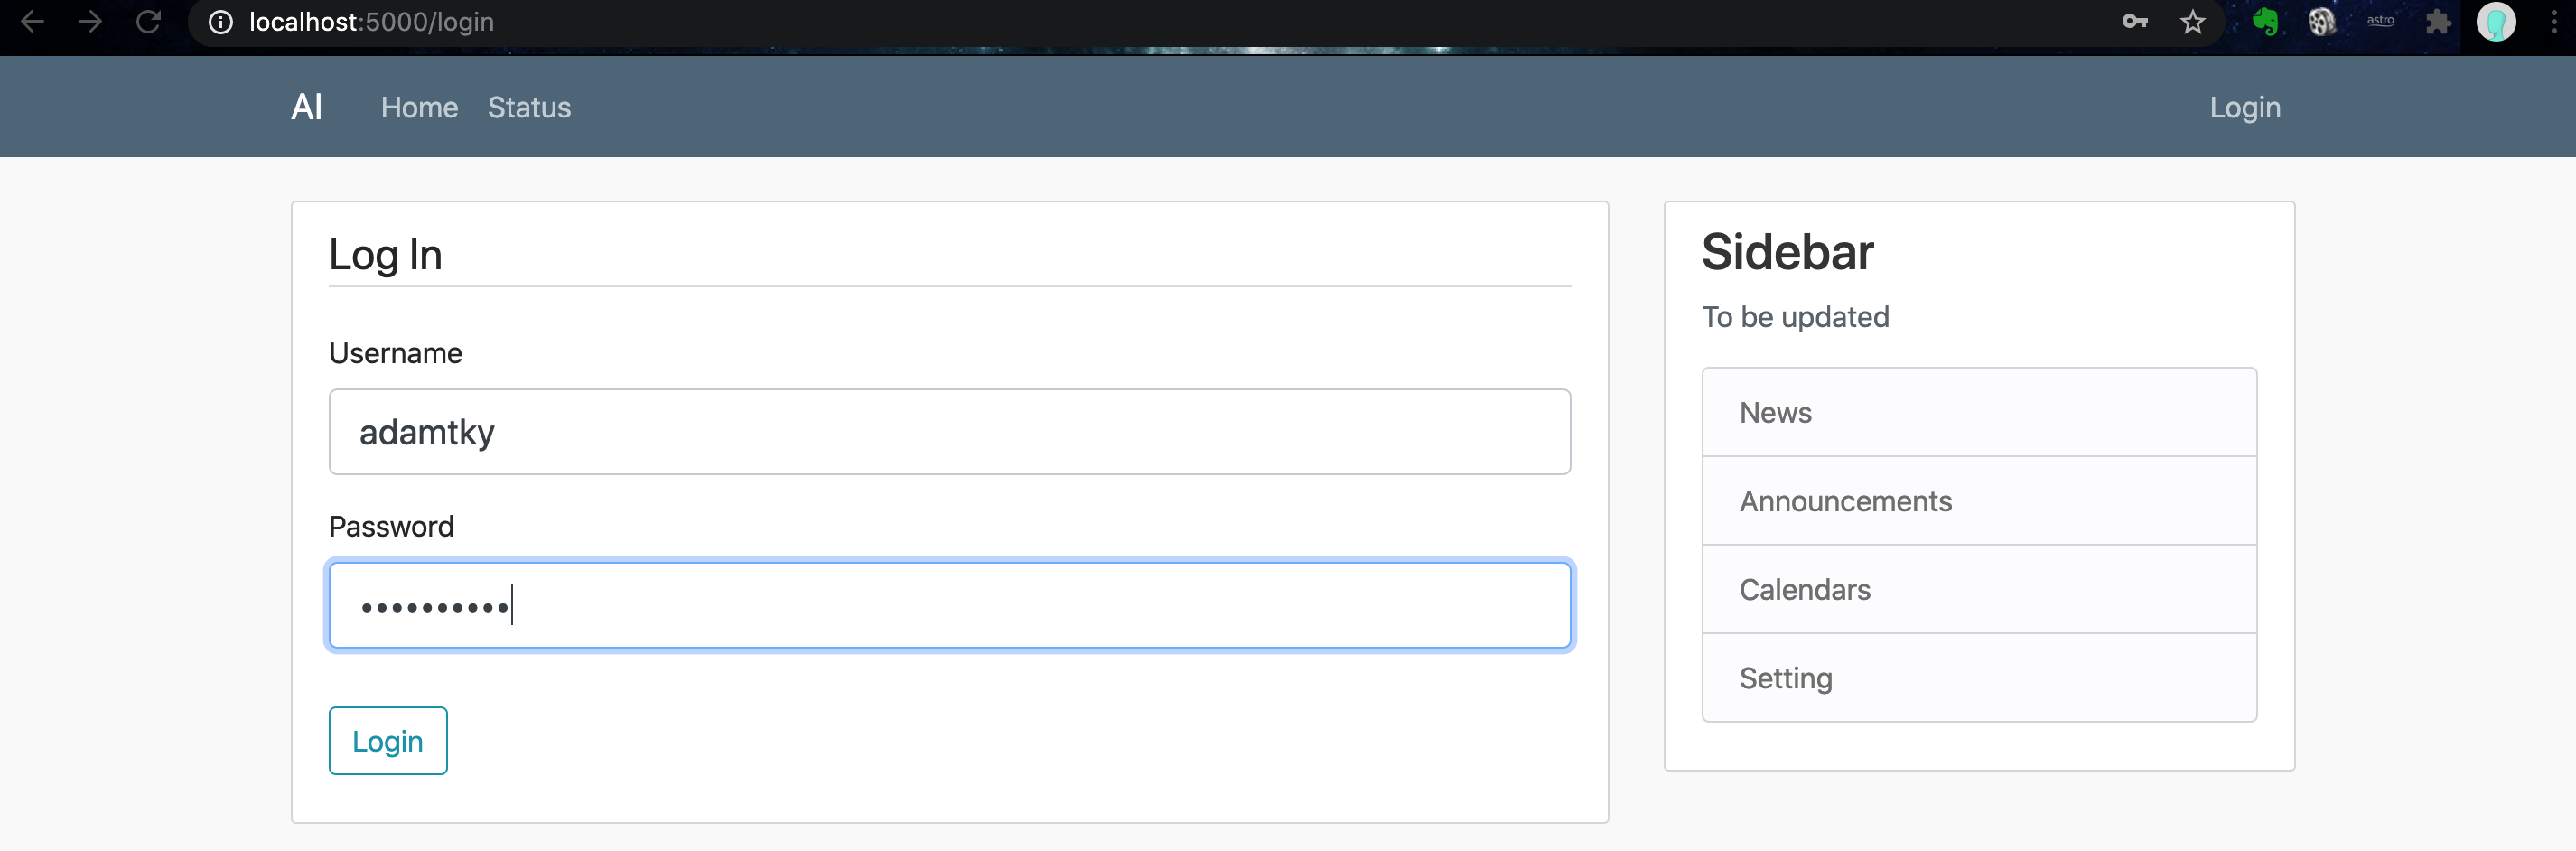 localhost:5000/login
astro
AI Home Status Login
Log In
Username
adamtky
Password
••••••••••
Login
Sidebar
To be updated
News
Announcements
Calendars
Setting